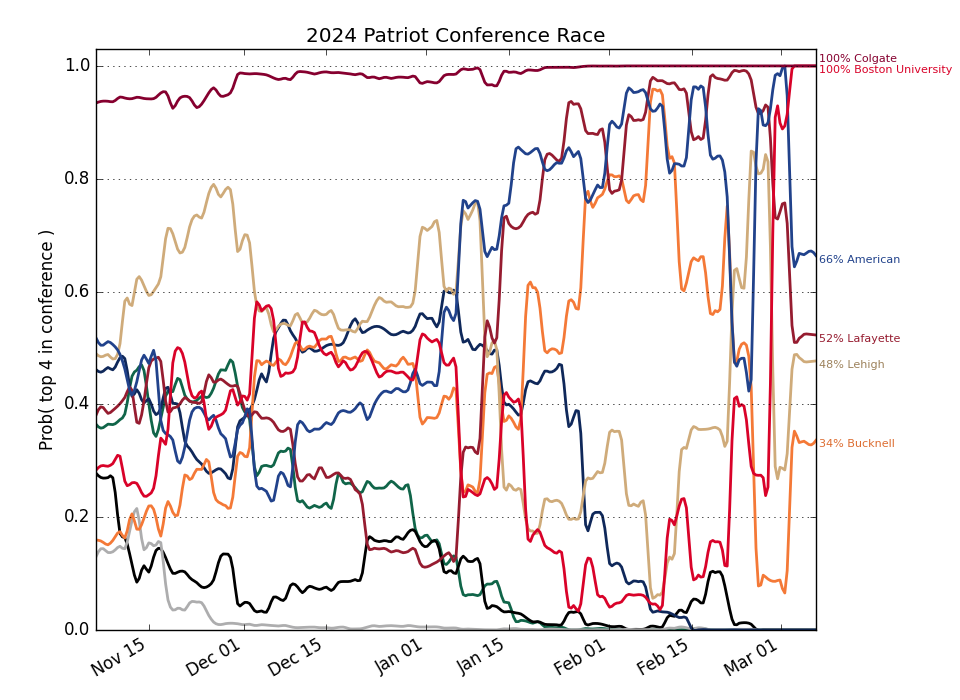 2024 Patriot Conference Race
Prob( top 4 in conference )
1.0
0.8
0.6
0.4
0.2
0.0
Nov 15
Dec 01
Dec 15
Jan 01
Jan 15
Feb 01
Feb 15
Mar 01
100% Colgate
100% Boston University
66% American
52% Lafayette
48% Lehigh
34% Bucknell